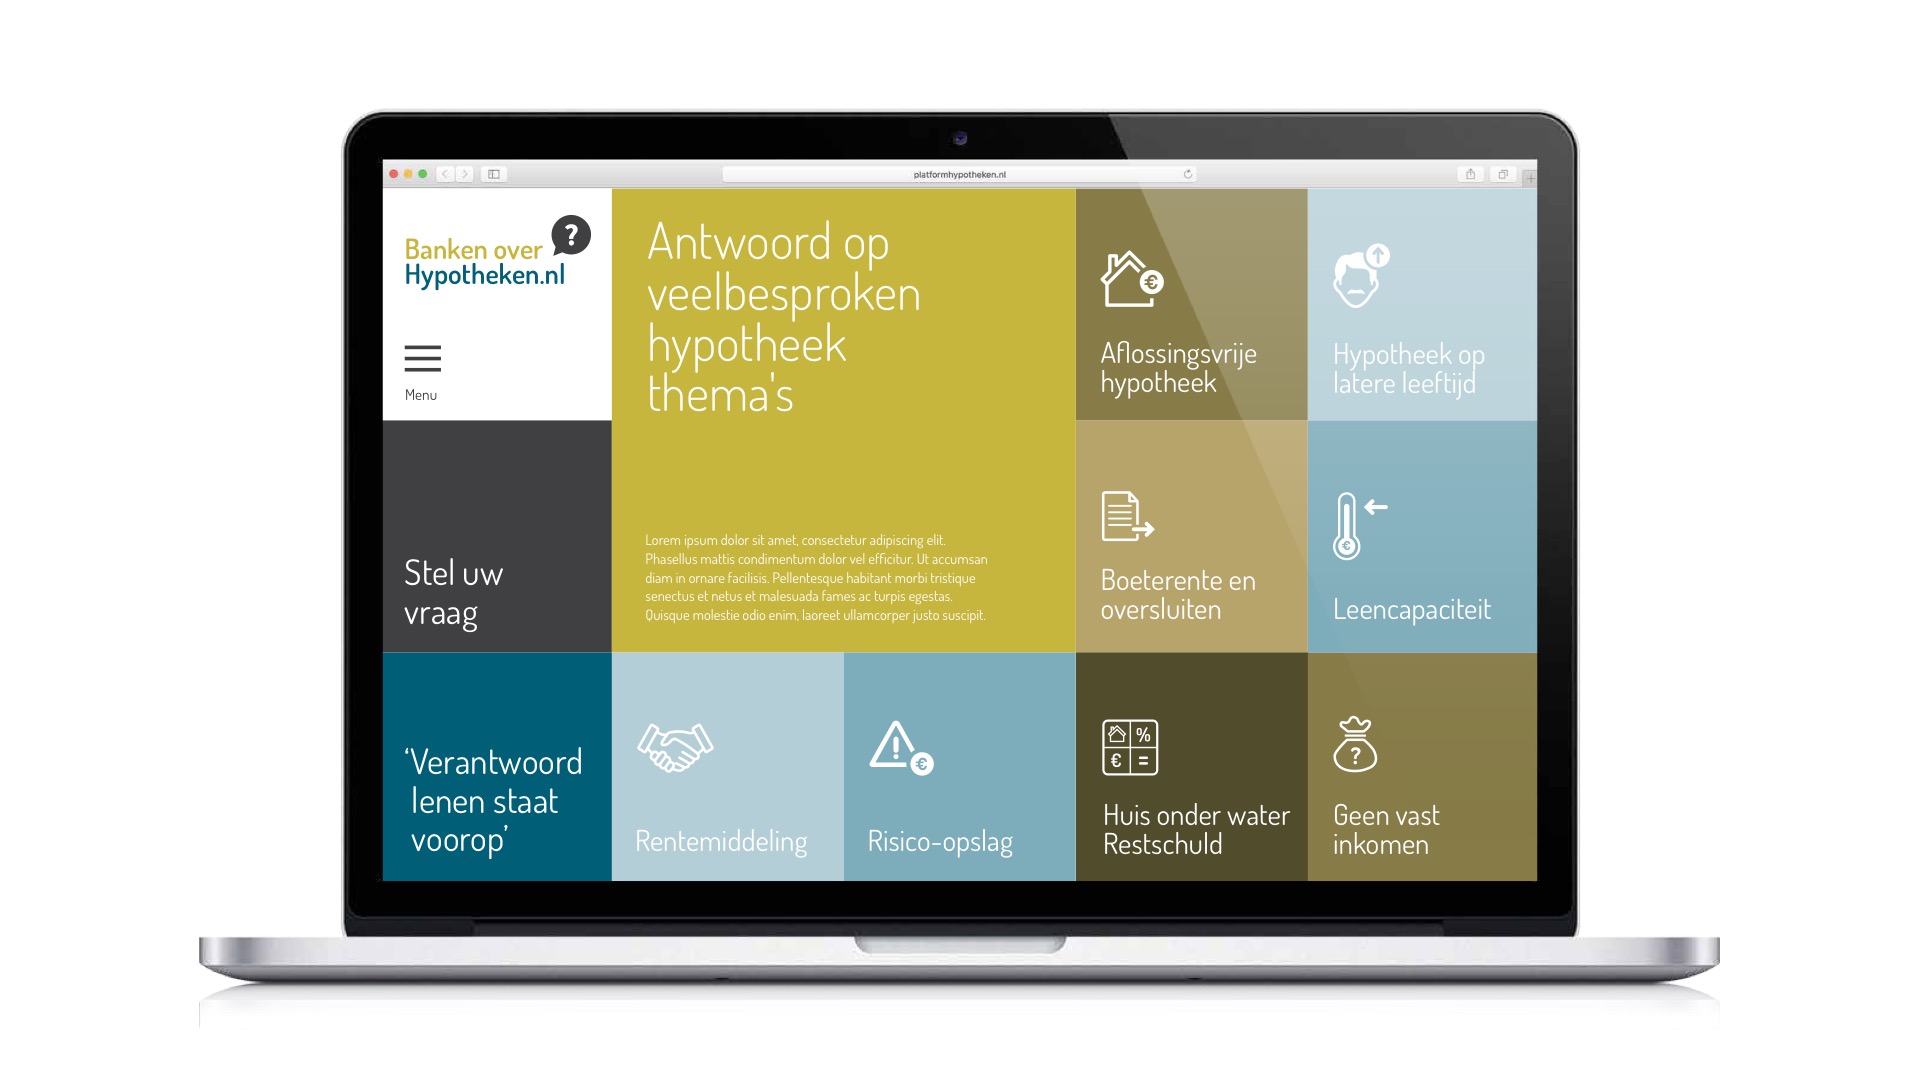 platformhypotheken.nl
Banken over
Hypotheken.nl
?
Menu
Stel uw
vraag
‘Verantwoord
lenen staat
voorop’
Antwoord op
veelbesproken
hypotheek
thema's
Lorem ipsum dolor sit amet, consectetur adipiscing elit.
Phasellus mattis condimentum dolor vel efficitur. Ut accumsan
diam in ornare facilisis. Pellentesque habitant morbi tristique
senectus et netus et malesuada fames ac turpis egestas.
Quisque molestie odio enim, laoreet ullamcorper justo suscipit.
€
Aflossingsvrije
hypotheek
Hypotheek op
latere leeftijd
Boeterente en
oversluiten
€
Leencapaciteit
Rentemiddeling
!
€
Risico-opslag
%
€ =
Huis onder water
Restschuld
?
Geen vast
inkomen